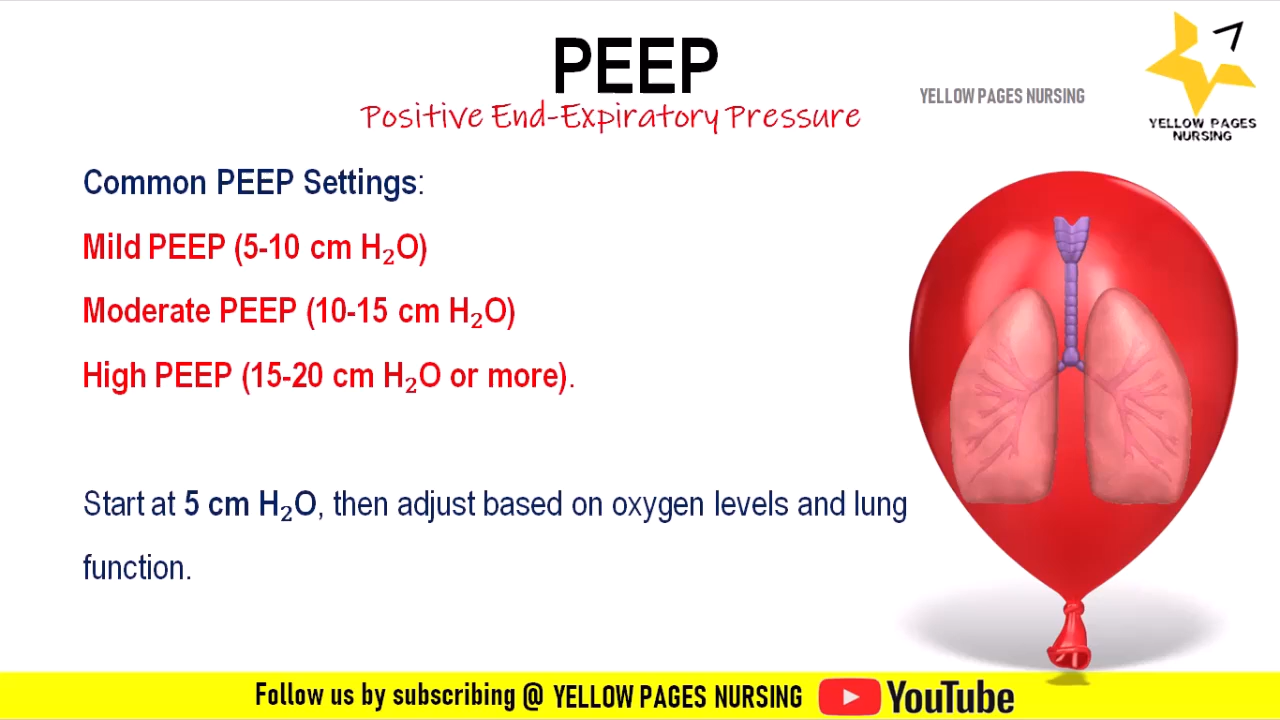 PEEP
Positive End-Expiratory Pressure
YELLOW PAGES NURSING
YELLOW PAGES
NURSING
Common PEEP Settings:
Mild PEEP (5-10 cm H₂O)
Moderate PEEP (10-15 cm H₂O)
High PEEP (15-20 cm H₂O or more).
Start at 5 cm H₂O, then adjust based on oxygen levels and lung
function.
Follow us by subscribing @ YELLOW PAGES NURSING YouTube